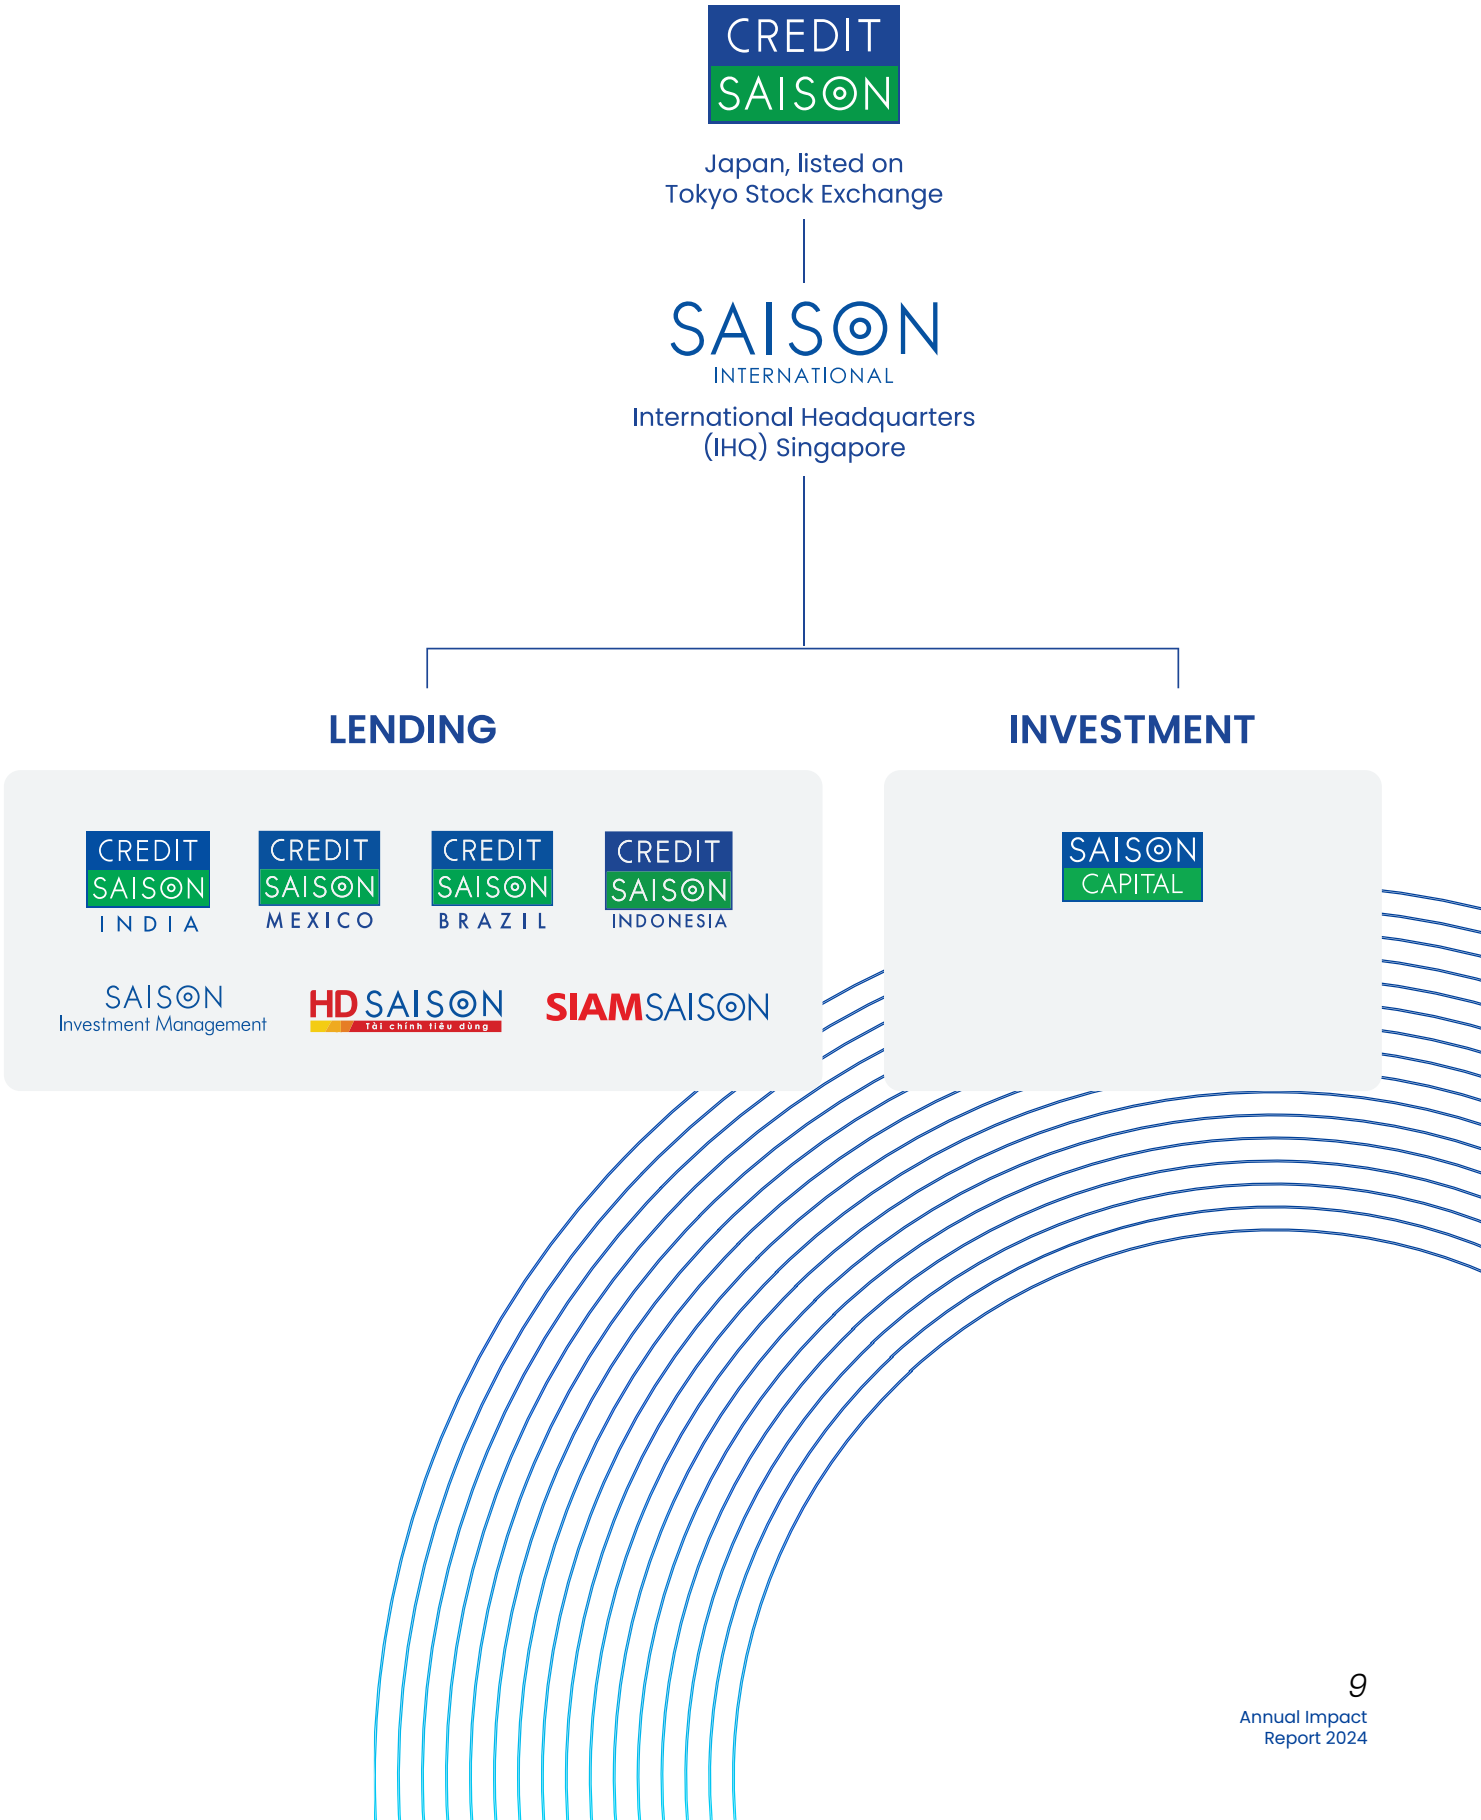 CREDIT
SAISON
Japan, listed on
Tokyo Stock Exchange
SAISON
INTERNATIONAL
International Headquarters
(IHQ) Singapore
LENDING
CREDIT
SAISON
INDIA
CREDIT
SAISON
MEXICO
CREDIT
SAISON
BRAZIL
CREDIT
SAISON
INDONESIA
SAISON
Investment Management
HD SAISON
Tài chính tiêu dùng
SIAMSAISON
INVESTMENT
SAISON
CAPITAL
9
Annual Impact
Report 2024